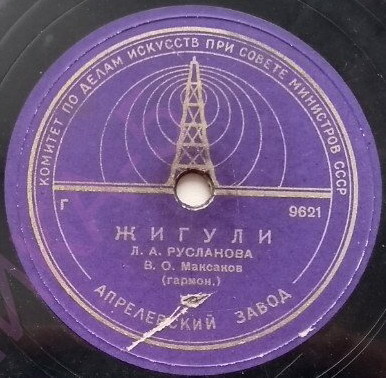 КОМИТЕТ ПО ДЕЛАМ ИСКУССТВ ПРИ СОВЕТЕ МИНИСТРОВ СССР
Г 9621
ЖИГУЛИ
Л. А. РУСЛАНОВА
В. О. Максаков
(гармон.)
АПРЕЛЕВСКИЙ ЗАВОД